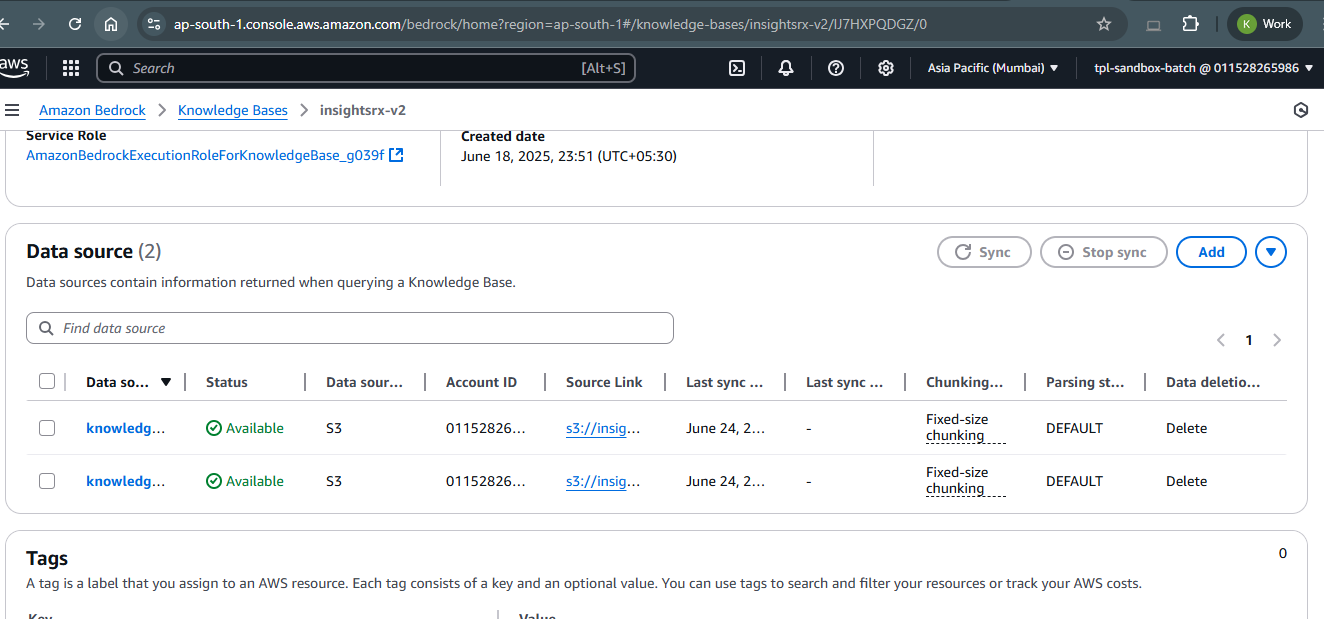 ap-south-1.console.aws.amazon.com/bedrock/home?region=ap-south-1#/knowledge-bases/insightsrx-v2/IJ7HXPQDGZ/0
K Work
aws Search [Alt+S] Asia Pacific (Mumbai) tpl-sandbox-batch @ 011528265986
Amazon Bedrock > Knowledge Bases > insightsrx-v2
Service Role Created date
AmazonBedrockExecutionRoleForKnowledgeBase_g039f June 18, 2025, 23:51 (UTC+05:30)
Data source (2) Sync Stop sync Add
Data sources contain information returned when querying a Knowledge Base.
Find data source
1
Data so... Status Data sour... Account ID Source Link Last sync ... Last sync ... Chunking... Parsing st... Data deletio...
knowledg... Available S3 01152826... s3://insig... June 24, 2... - Fixed-size chunking DEFAULT Delete
knowledg... Available S3 01152826... s3://insig... June 24, 2... - Fixed-size chunking DEFAULT Delete
Tags 0
A tag is a label that you assign to an AWS resource. Each tag consists of a key and an optional value. You can use tags to search and filter your resources or track your AWS costs.
Key Value